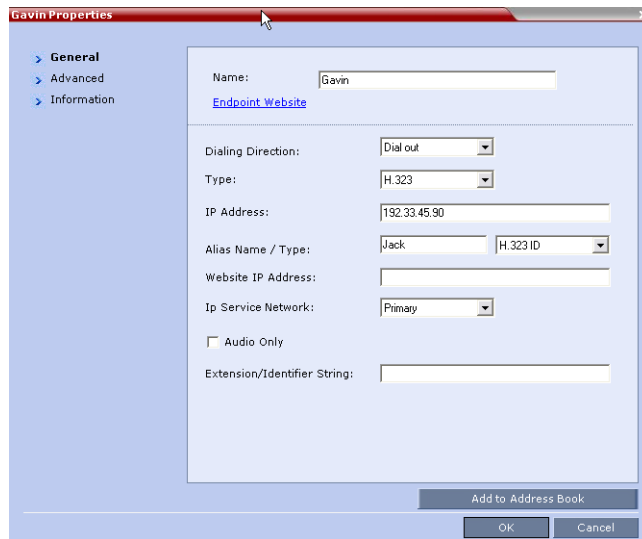 Gavin Properties
General
Advanced
Information
Name: Gavin
Endpoint Website
Dialing Direction: Dial out
Type: H.323
IP Address: 192.33.45.90
Alias Name / Type: Jack H.323 ID
Website IP Address:
Ip Service Network: Primary
Audio Only
Extension/Identifier String:
Add to Address Book
OK Cancel